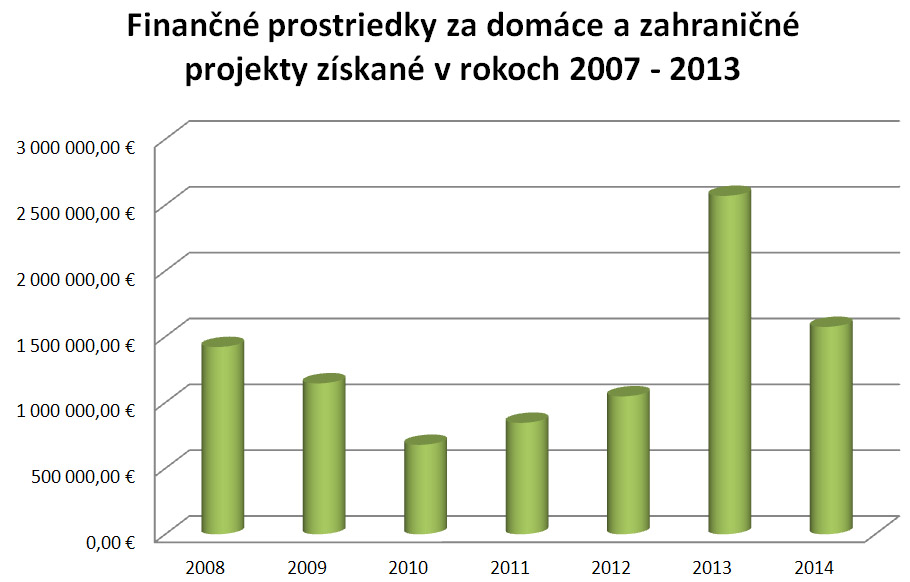 Finančné prostriedky za domáce a zahraničné
projekty získané v rokoch 2007 - 2013
3 000 000,00 €
2 500 000,00 €
2 000 000,00 €
1 500 000,00 €
1 000 000,00 €
500 000,00 €
0,00 €
2008 2009 2010 2011 2012 2013 2014